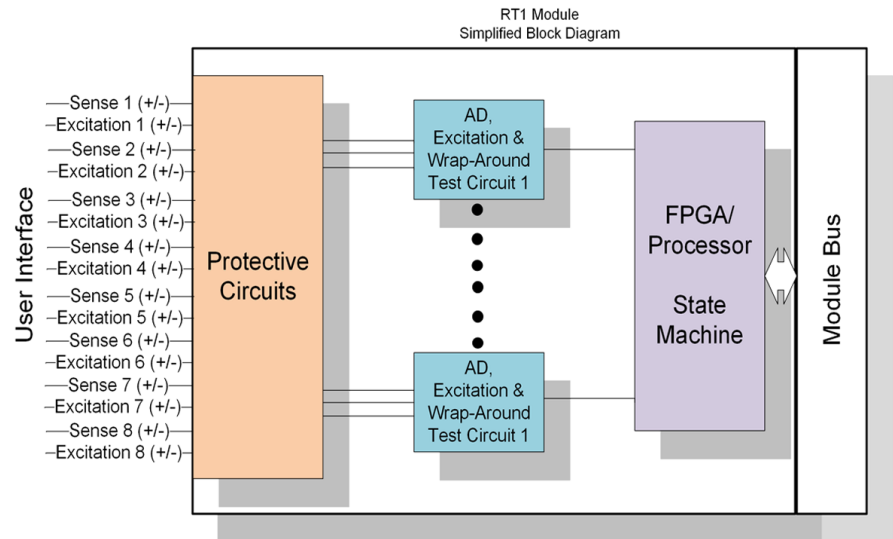 RT1 Module
Simplified Block Diagram
User Interface
Sense 1 (+/-)
Excitation 1 (+/-)
Sense 2 (+/-)
Excitation 2 (+/-)
Sense 3 (+/-)
Excitation 3 (+/-)
Sense 4 (+/-)
Excitation 4 (+/-)
Sense 5 (+/-)
Excitation 5 (+/-)
Sense 6 (+/-)
Excitation 6 (+/-)
Sense 7 (+/-)
Excitation 7 (+/-)
Sense 8 (+/-)
Excitation 8 (+/-)
Protective
Circuits
AD,
Excitation &
Wrap-Around
Test Circuit 1
AD,
Excitation &
Wrap-Around
Test Circuit 1
FPGA/
Processor
State
Machine
Module Bus